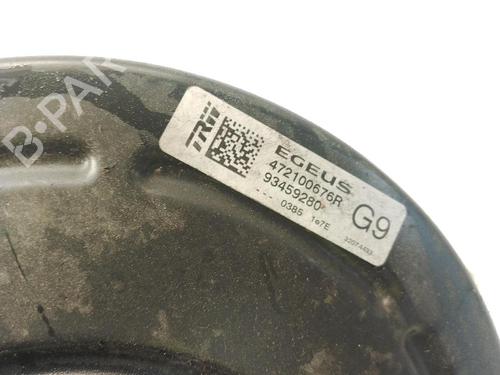 B-PAR
TRW
EGEUS
472100676R
93459280
--- 0385 1e7E
G9